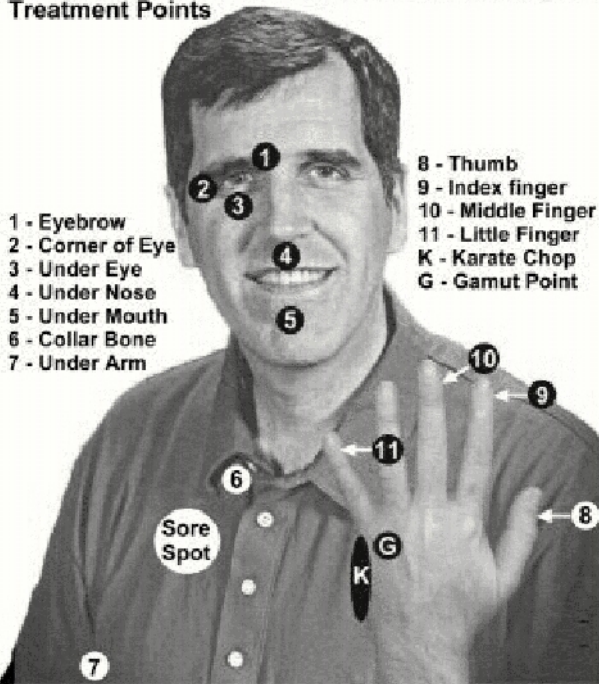 Treatment Points
1 - Eyebrow
2 - Corner of Eye
3 - Under Eye
4 - Under Nose
5 - Under Mouth
6 - Collar Bone
7 - Under Arm
8 - Thumb
9 - Index finger
10 - Middle Finger
11 - Little Finger
K - Karate Chop
G - Gamut Point
1
2
3
4
5
10
9
11
6
8
Sore
Spot
G
K
7